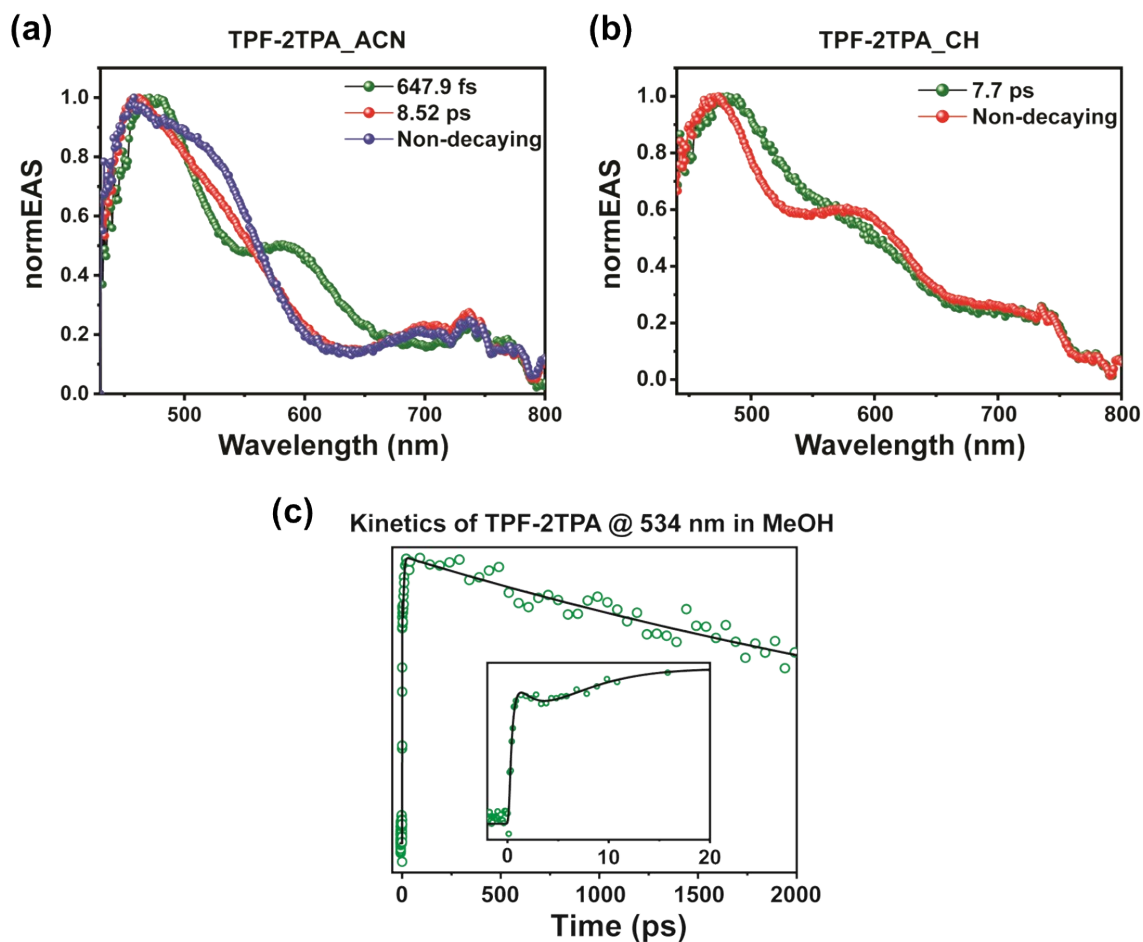 (a)
TPF-2TPA_ACN
647.9 fs
8.52 ps
Non-decaying
normEAS
1.0
0.8
0.6
0.4
0.2
0.0
500 600 700 800
Wavelength (nm)
(b)
TPF-2TPA_CH
7.7 ps
Non-decaying
normEAS
1.0
0.8
0.6
0.4
0.2
0.0
500 600 700 800
Wavelength (nm)
(c)
Kinetics of TPF-2TPA @ 534 nm in MeOH
0 10 20
0 500 1000 1500 2000
Time (ps)